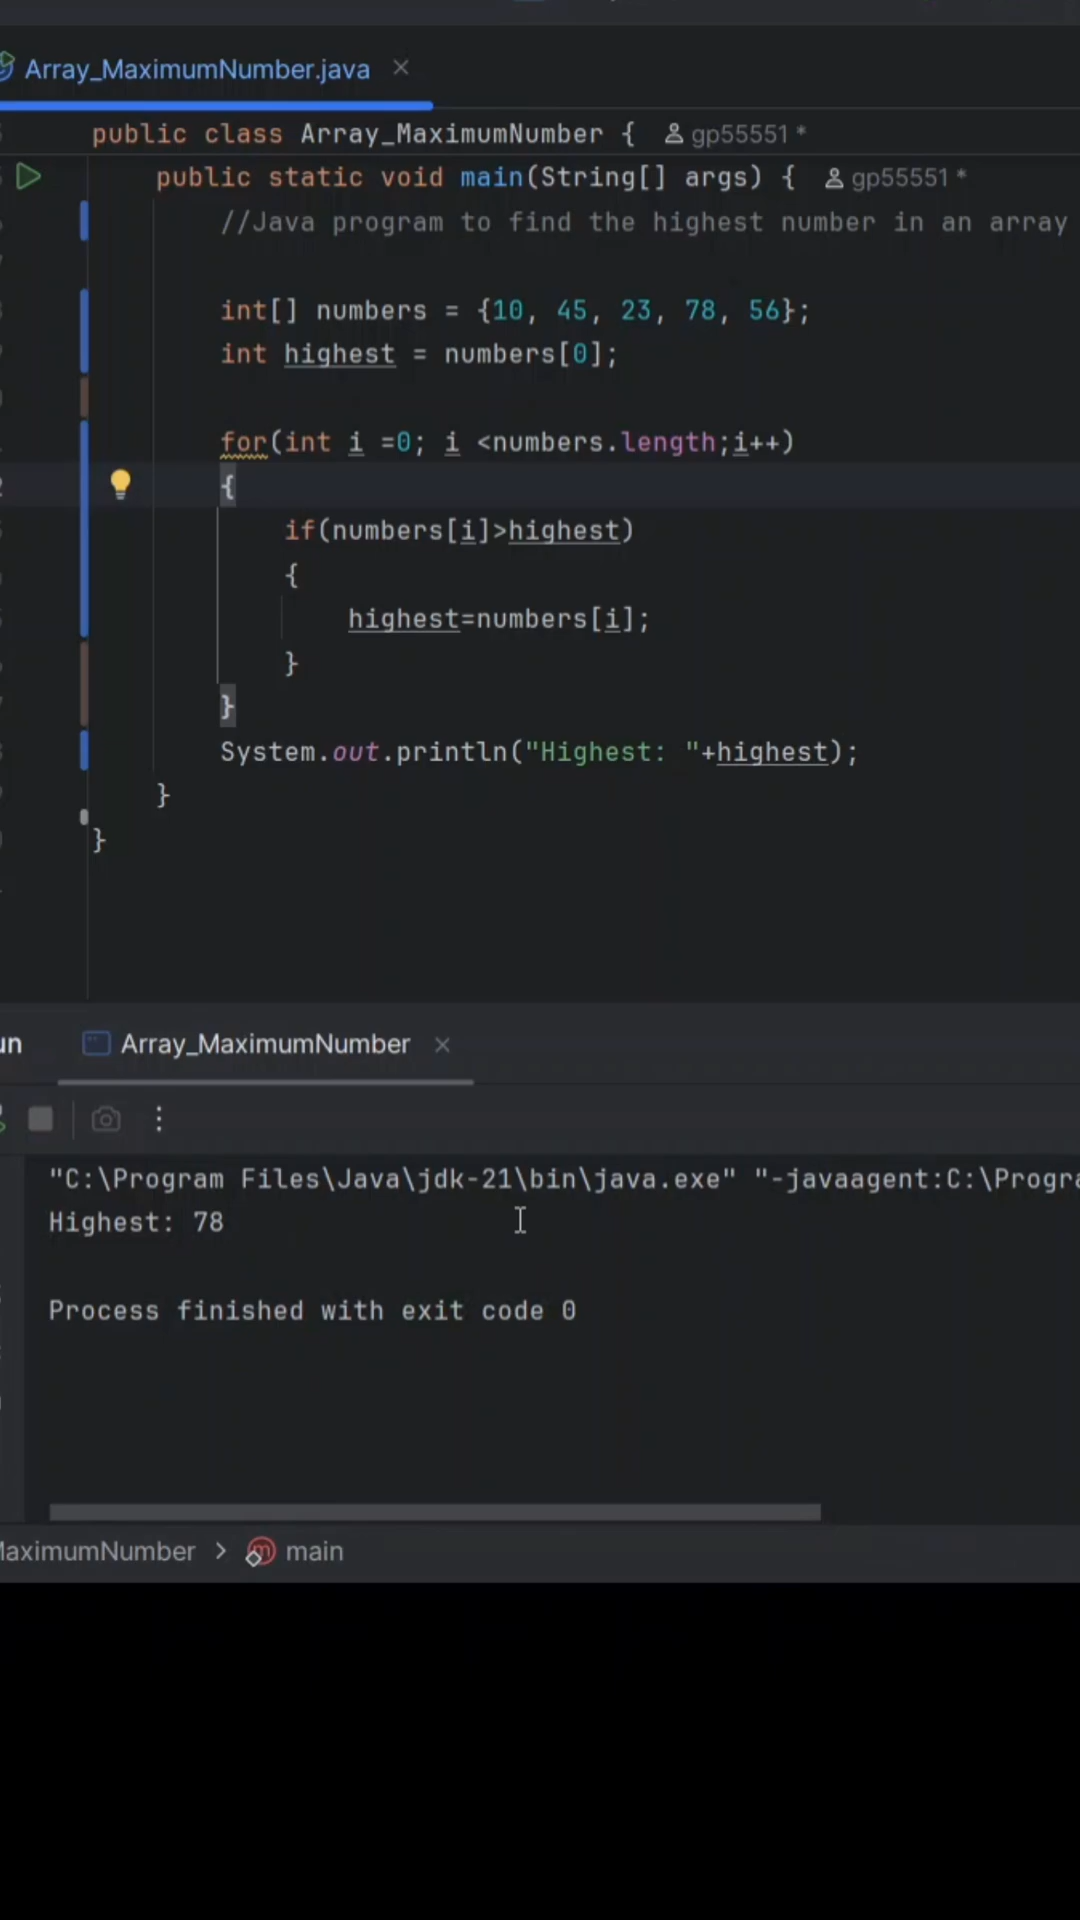 Array_MaximumNumber.java
public class Array_MaximumNumber { gp55551 *
public static void main(String[] args) { gp55551 *
//Java program to find the highest number in an array
int[] numbers = {10, 45, 23, 78, 56};
int highest = numbers[0];
for(int i =0; i <numbers.length;i++)
{
if(numbers[i]>highest)
{
highest=numbers[i];
}
}
System.out.println("Highest: "+highest);
}
}
un Array_MaximumNumber
"C:\Program Files\Java\jdk-21\bin\java.exe" "-javaagent:C:\Progra
Highest: 78
Process finished with exit code 0
MaximumNumber > main